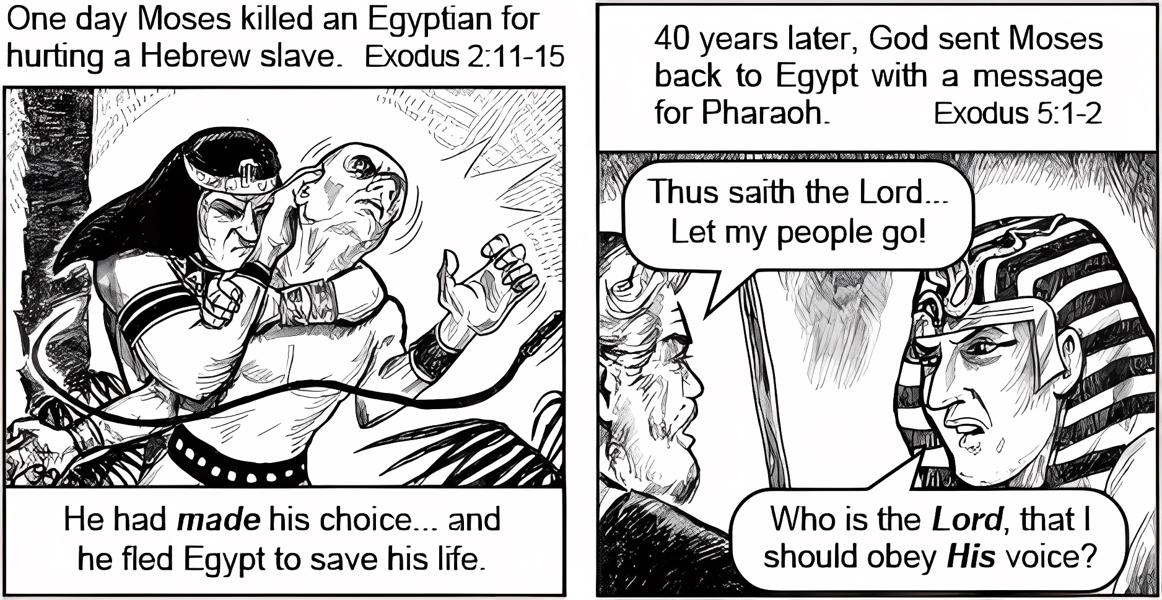 One day Moses killed an Egyptian for
hurting a Hebrew slave. Exodus 2:11-15
He had made his choice... and
he fled Egypt to save his life.
40 years later, God sent Moses
back to Egypt with a message
for Pharaoh. Exodus 5:1-2
Thus saith the Lord...
Let my people go!
Who is the Lord, that I
should obey His voice?